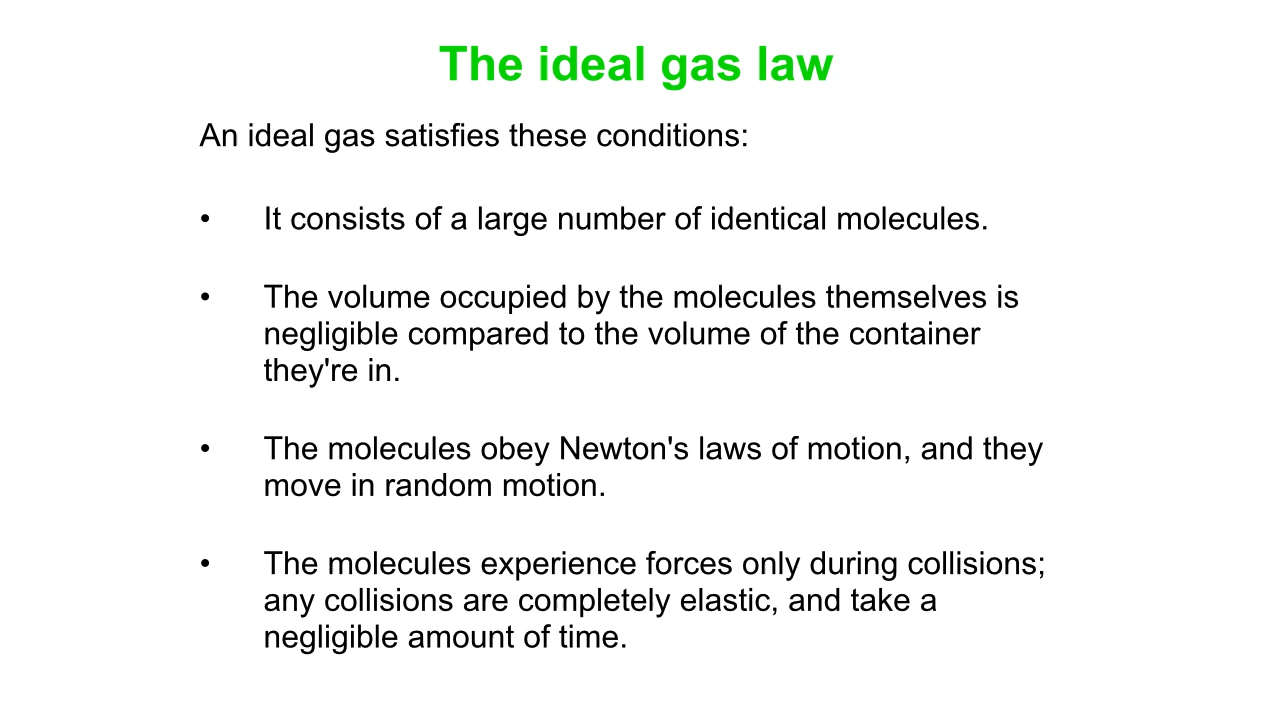 The ideal gas law
An ideal gas satisfies these conditions:
• It consists of a large number of identical molecules.
• The volume occupied by the molecules themselves is
negligible compared to the volume of the container
they're in.
• The molecules obey Newton's laws of motion, and they
move in random motion.
• The molecules experience forces only during collisions;
any collisions are completely elastic, and take a
negligible amount of time.